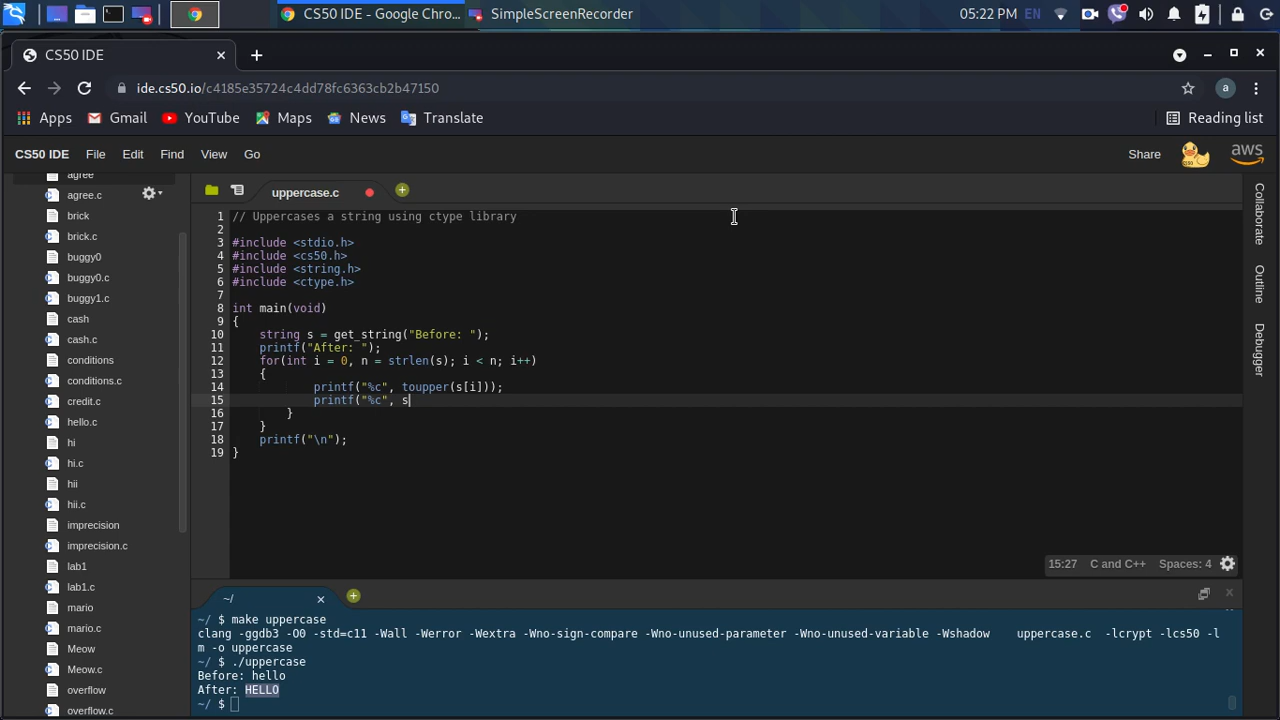 CS50 IDE - Google Chro...
SimpleScreenRecorder
05:22 PM EN
CS50 IDE
ide.cs50.io/c4185e35724c4dd78fc6363cb2b47150
a
Apps Gmail YouTube Maps News Translate Reading list
CS50 IDE File Edit Find View Go Share aws
agree
agree.c
brick
brick.c
buggy0
buggy0.c
buggy1.c
cash
cash.c
conditions
conditions.c
credit.c
hello.c
hi
hi.c
hii
hii.c
imprecision
imprecision.c
lab1
lab1.c
mario
mario.c
Meow
Meow.c
overflow
overflow.c
uppercase.c
1 // Uppercases a string using ctype library
2
3 #include <stdio.h>
4 #include <cs50.h>
5 #include <string.h>
6 #include <ctype.h>
7
8 int main(void)
9 {
10 string s = get_string("Before: ");
11 printf("After: ");
12 for(int i = 0, n = strlen(s); i < n; i++)
13 {
14 printf("%c", toupper(s[i]));
15 printf("%c", s
16 }
17 }
18 printf("\n");
19 }
15:27 C and C++ Spaces: 4
Collaborate
Outline
Debugger
~/
~/ $ make uppercase
clang -ggdb3 -O0 -std=c11 -Wall -Werror -Wextra -Wno-sign-compare -Wno-unused-parameter -Wno-unused-variable -Wshadow uppercase.c -lcrypt -lcs50 -l
m -o uppercase
~/ $ ./uppercase
Before: hello
After: HELLO
~/ $